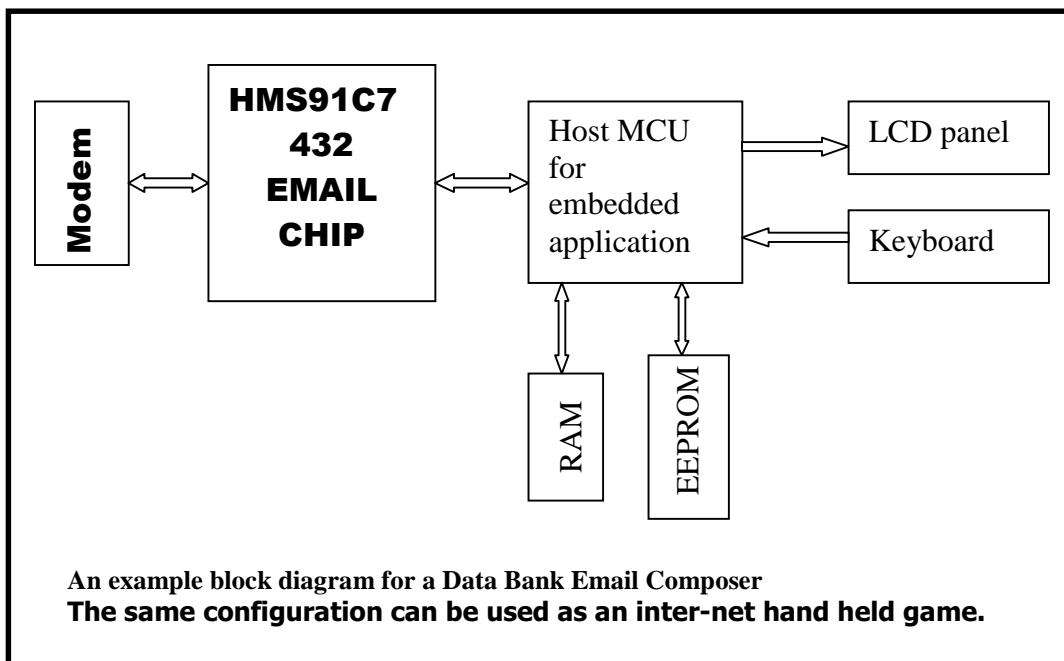 Modem
HMS91C7
432
EMAIL
CHIP
Host MCU
for
embedded
application
LCD panel
Keyboard
RAM
EEPROM
An example block diagram for a Data Bank Email Composer
The same configuration can be used as an inter-net hand held game.